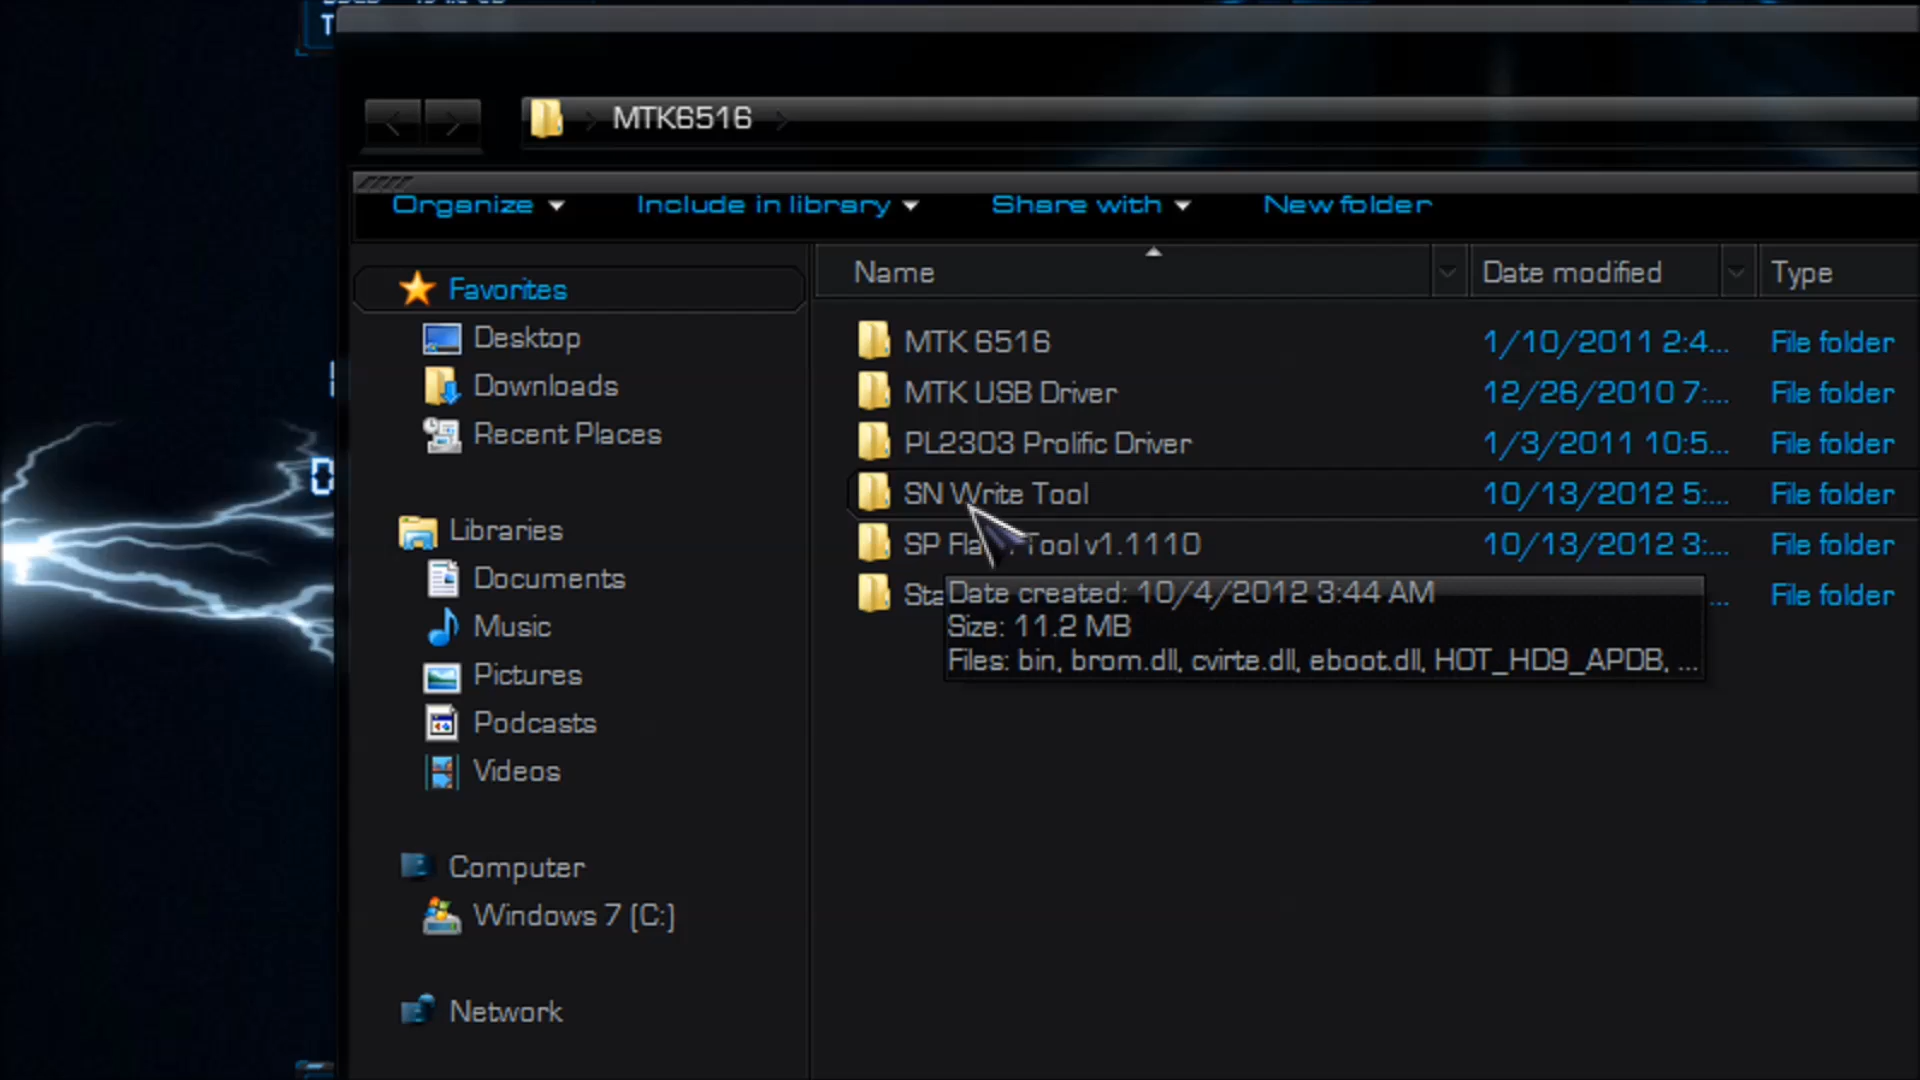 MTK6516
Organize Include in library Share with New folder
Name Date modified Type
Favorites
Desktop
Downloads
Recent Places
Libraries
Documents
Music
Pictures
Podcasts
Videos
Computer
Windows 7 (C:)
Network
MTK 6516 1/10/2011 2:4... File folder
MTK USB Driver 12/26/2010 7:... File folder
PL2303 Prolific Driver 1/3/2011 10:5... File folder
SN Write Tool 10/13/2012 5:... File folder
SP Tool v1.1110 10/13/2012 3:... File folder
... File folder
Date created: 10/4/2012 3:44 AM
Size: 11.2 MB
Files: bin, brom.dll, cvirte.dll, eboot.dll, HOT_HD9_APDB, ...